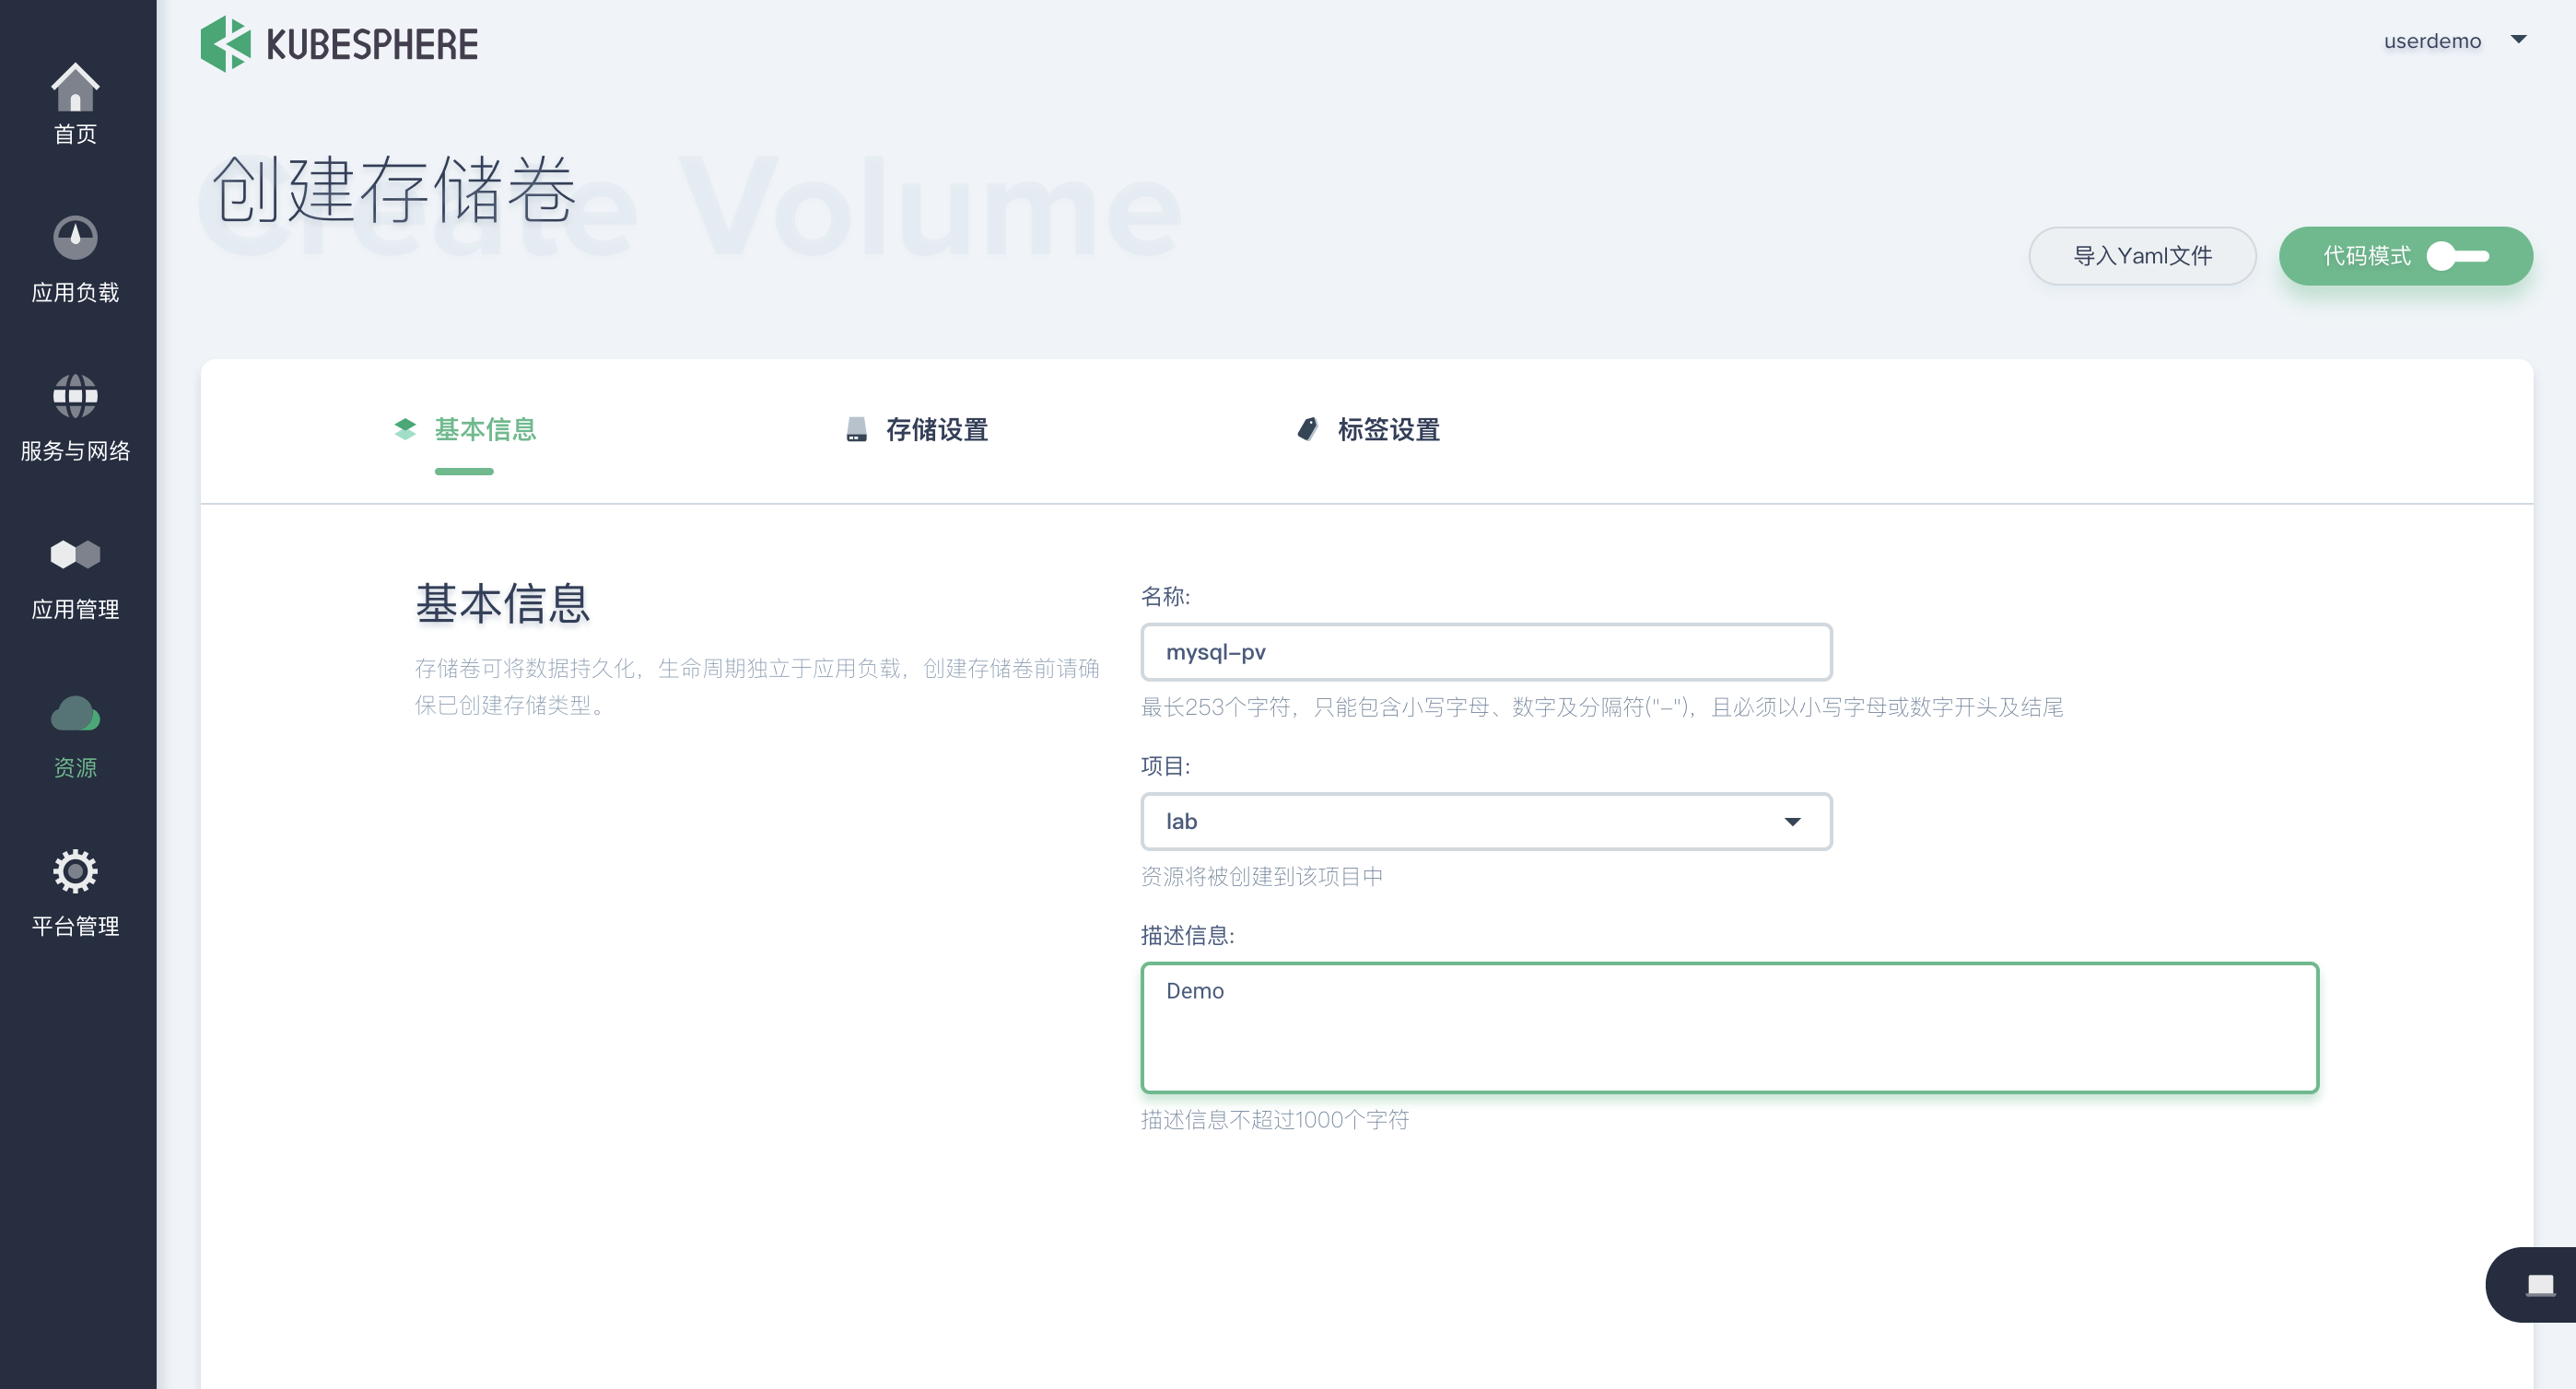 KUBESPHERE
userdemo
首页
应用负载
服务与网络
应用管理
资源
平台管理
Create Volume
创建存储卷
导入Yaml文件
代码模式
基本信息
存储设置
标签设置
基本信息
存储卷可将数据持久化，生命周期独立于应用负载，创建存储卷前请确
保已创建存储类型。
名称:
mysql-pv
最长253个字符，只能包含小写字母、数字及分隔符("-")，且必须以小写字母或数字开头及结尾
项目:
lab
资源将被创建到该项目中
描述信息:
Demo
描述信息不超过1000个字符